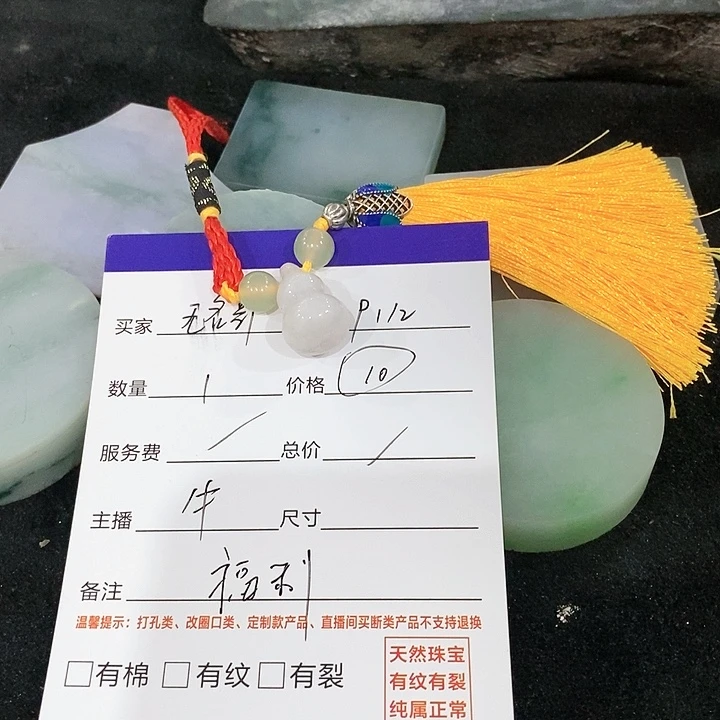 买家 无名 P112
数量 1 价格 10
服务费 / 总价 /
主播 牛 尺寸
备注 福利
温馨提示：打孔类、改圈口类、定制款产品、直播间买断类产品不支持退换
□有棉 □有纹 □有裂
天然珠宝
有纹有裂
纯属正常